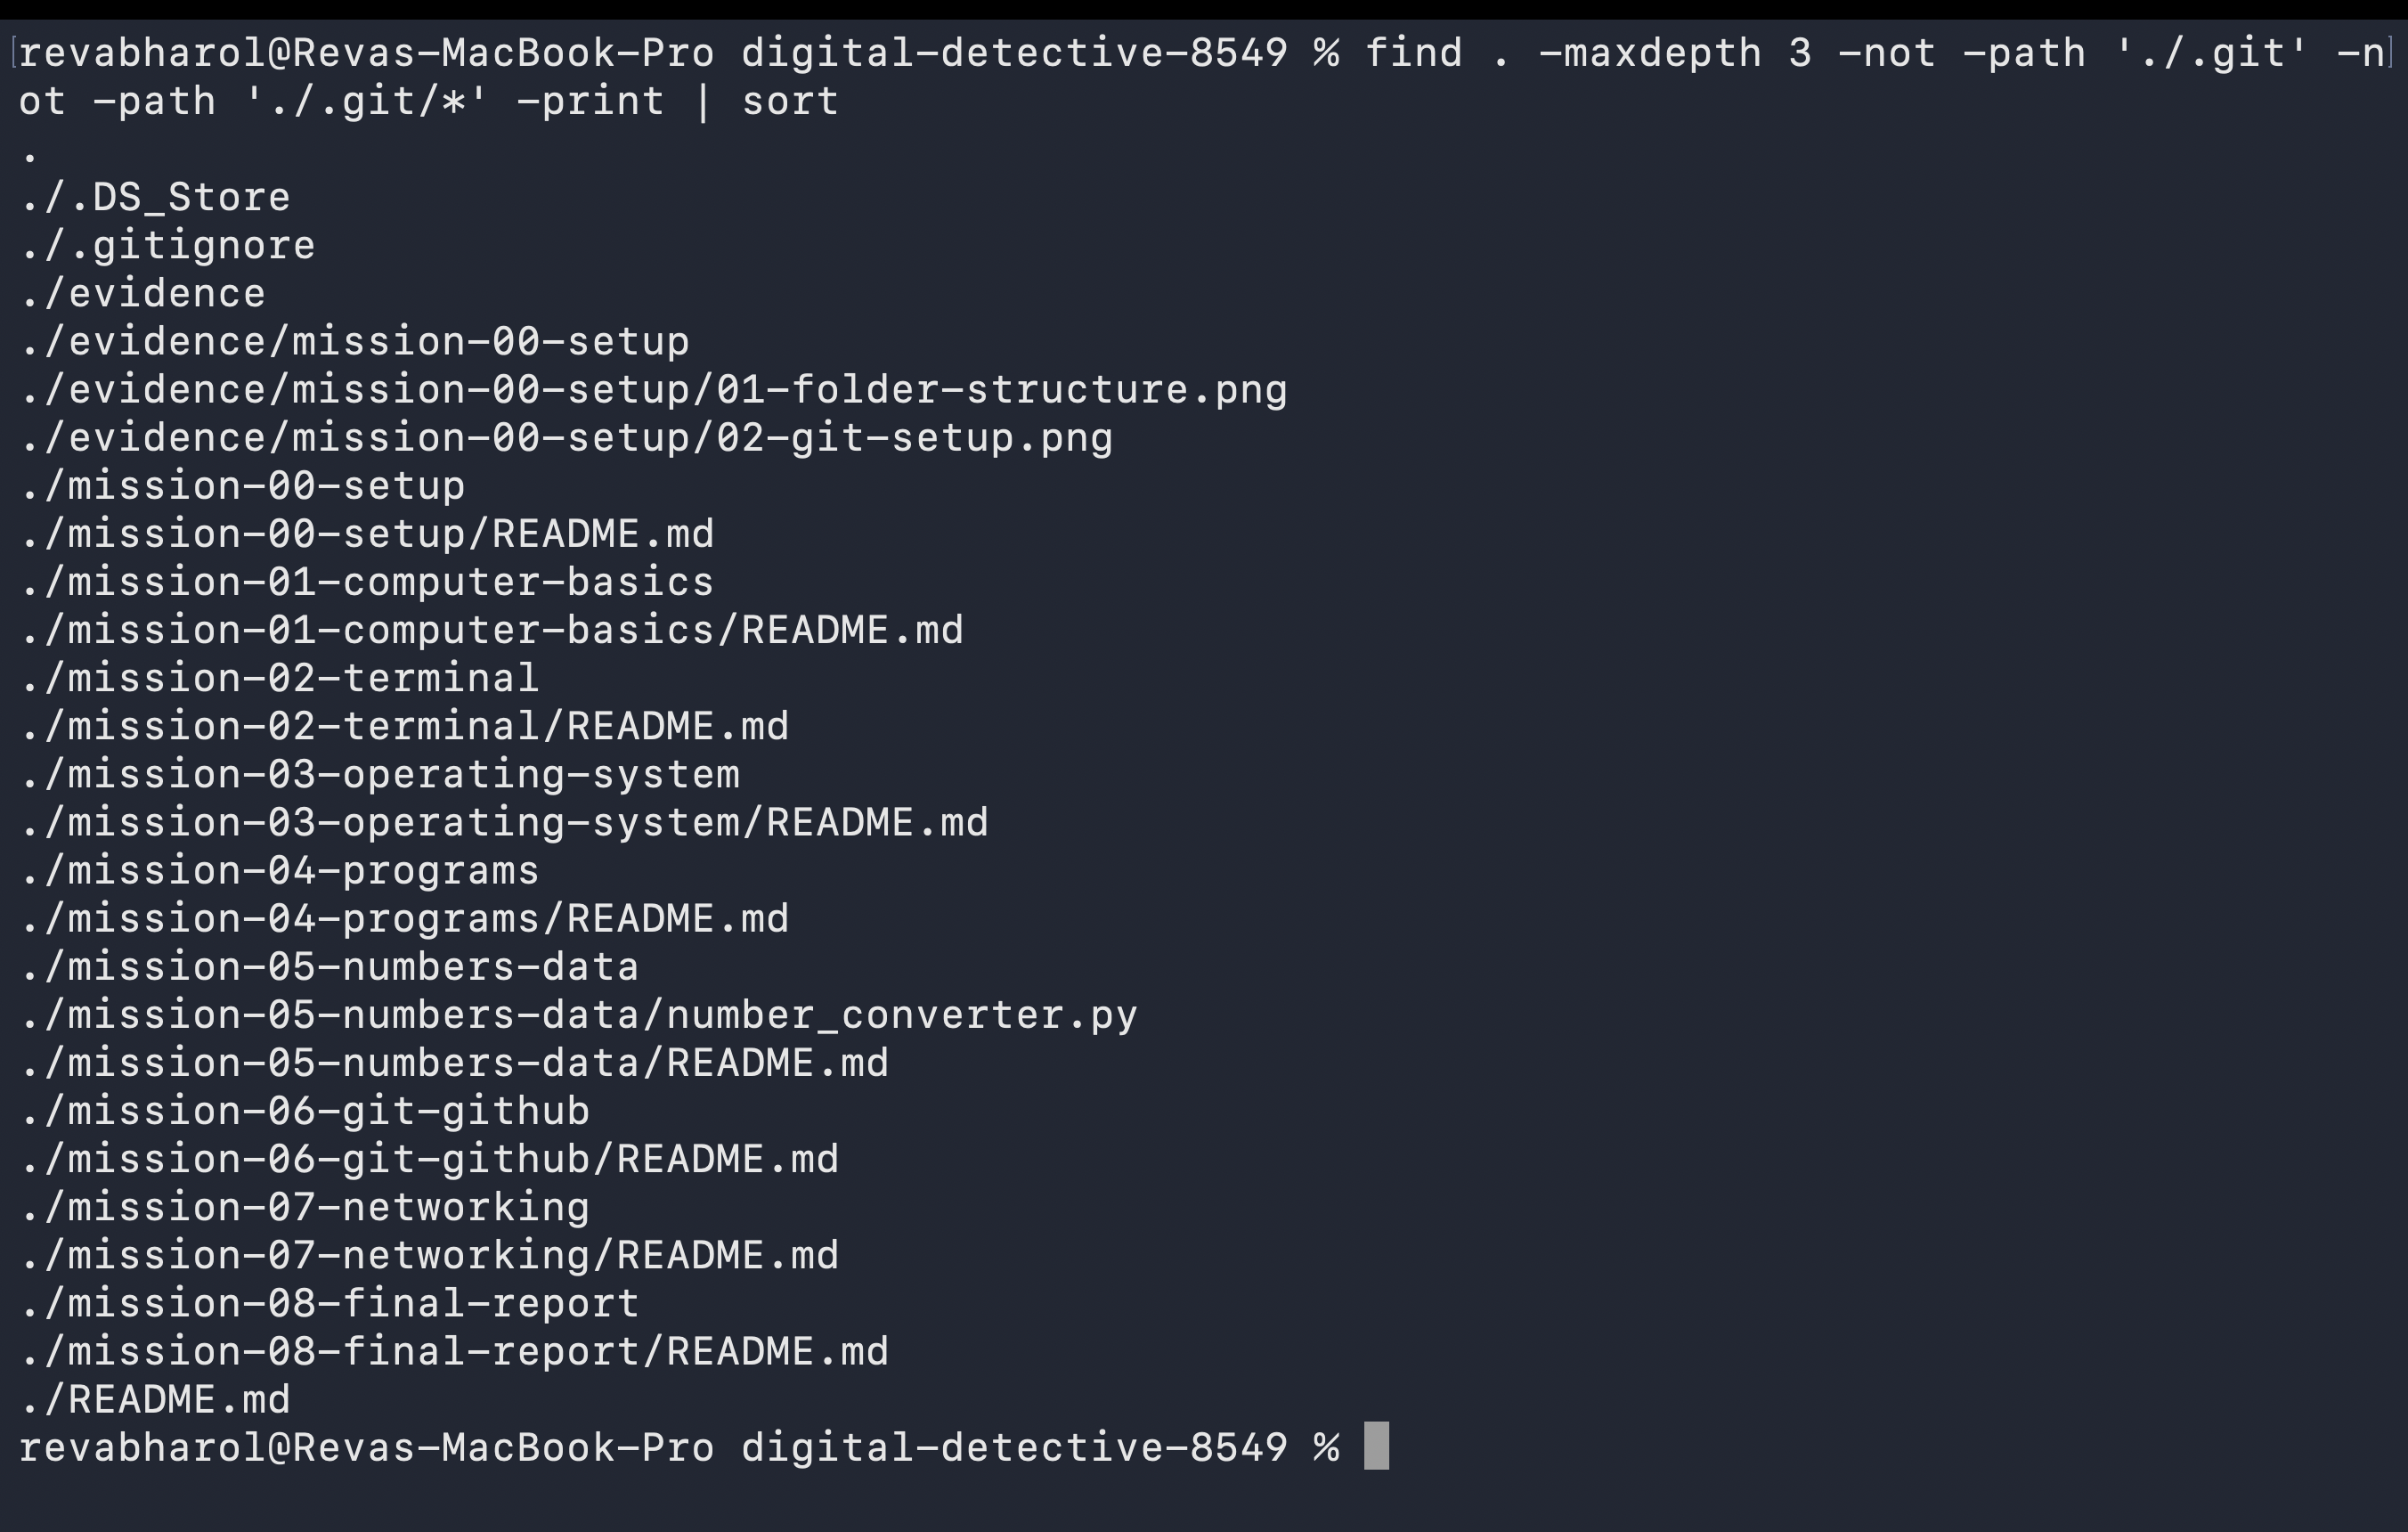 revabharol@Revas-MacBook-Pro digital-detective-8549 % find . -maxdepth 3 -not -path './.git' -n
ot -path './.git/*' -print | sort
.
./.DS_Store
./.gitignore
./evidence
./evidence/mission-00-setup
./evidence/mission-00-setup/01-folder-structure.png
./evidence/mission-00-setup/02-git-setup.png
./mission-00-setup
./mission-00-setup/README.md
./mission-01-computer-basics
./mission-01-computer-basics/README.md
./mission-02-terminal
./mission-02-terminal/README.md
./mission-03-operating-system
./mission-03-operating-system/README.md
./mission-04-programs
./mission-04-programs/README.md
./mission-05-numbers-data
./mission-05-numbers-data/number_converter.py
./mission-05-numbers-data/README.md
./mission-06-git-github
./mission-06-git-github/README.md
./mission-07-networking
./mission-07-networking/README.md
./mission-08-final-report
./mission-08-final-report/README.md
./README.md
revabharol@Revas-MacBook-Pro digital-detective-8549 %